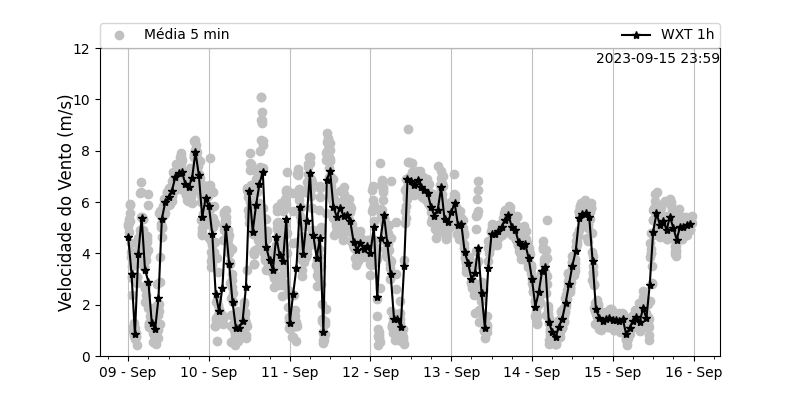 Média 5 min
WXT 1h
2023-09-15 23:59
Velocidade do Vento (m/s)
12
10
8
6
4
2
0
09 - Sep
10 - Sep
11 - Sep
12 - Sep
13 - Sep
14 - Sep
15 - Sep
16 - Sep